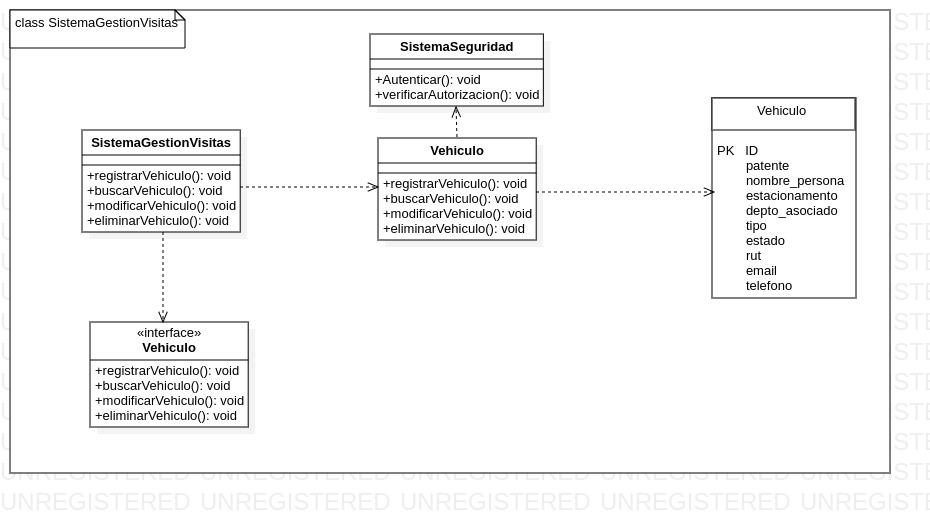 class SistemaGestionVisitas
SistemaSeguridad
+Autenticar(): void
+verificarAutorizacion(): void
SistemaGestionVisitas
+registrarVehiculo(): void
+buscarVehiculo(): void
+modificarVehiculo(): void
+eliminarVehiculo(): void
Vehiculo
+registrarVehiculo(): void
+buscarVehiculo(): void
+modificarVehiculo(): void
+eliminarVehiculo(): void
Vehiculo
PK ID
patente
nombre_persona
estacionamento
depto_asociado
tipo
estado
rut
email
telefono
«interface»
Vehiculo
+registrarVehiculo(): void
+buscarVehiculo(): void
+modificarVehiculo(): void
+eliminarVehiculo(): void
UNREGISTERED UNREGISTERED UNREGISTERED UNREGISTERED UNREGISTE